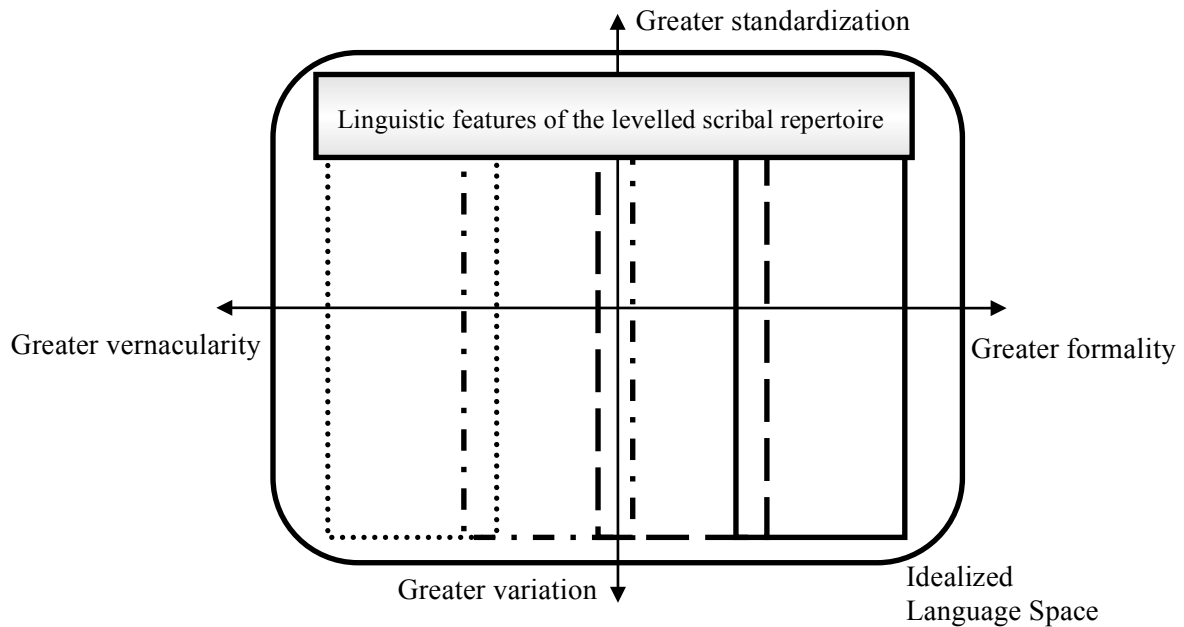 Greater standardization
Linguistic features of the levelled scribal repertoire
Greater vernacularity
Greater formality
Greater variation
Idealized
Language Space